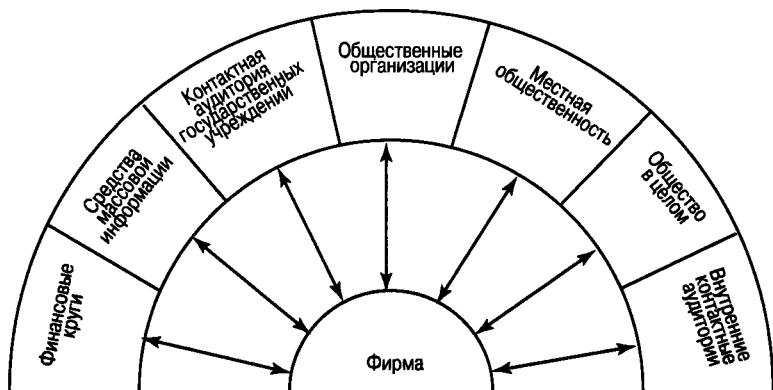 Финансовые
круги
Средства
массовой
информации
Контактная
аудитория
государственных
учреждений
Общественные
организации
Местная
общественность
Общество
в целом
Внутренние
контактные
аудитории
Фирма